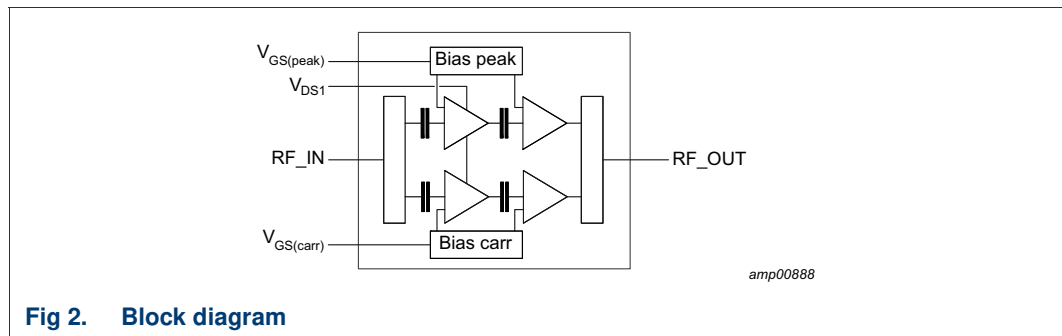 V_GS(peak)
Bias peak
V_DS1
RF_IN
RF_OUT
V_GS(carr)
Bias carr
amp00888
Fig 2. Block diagram